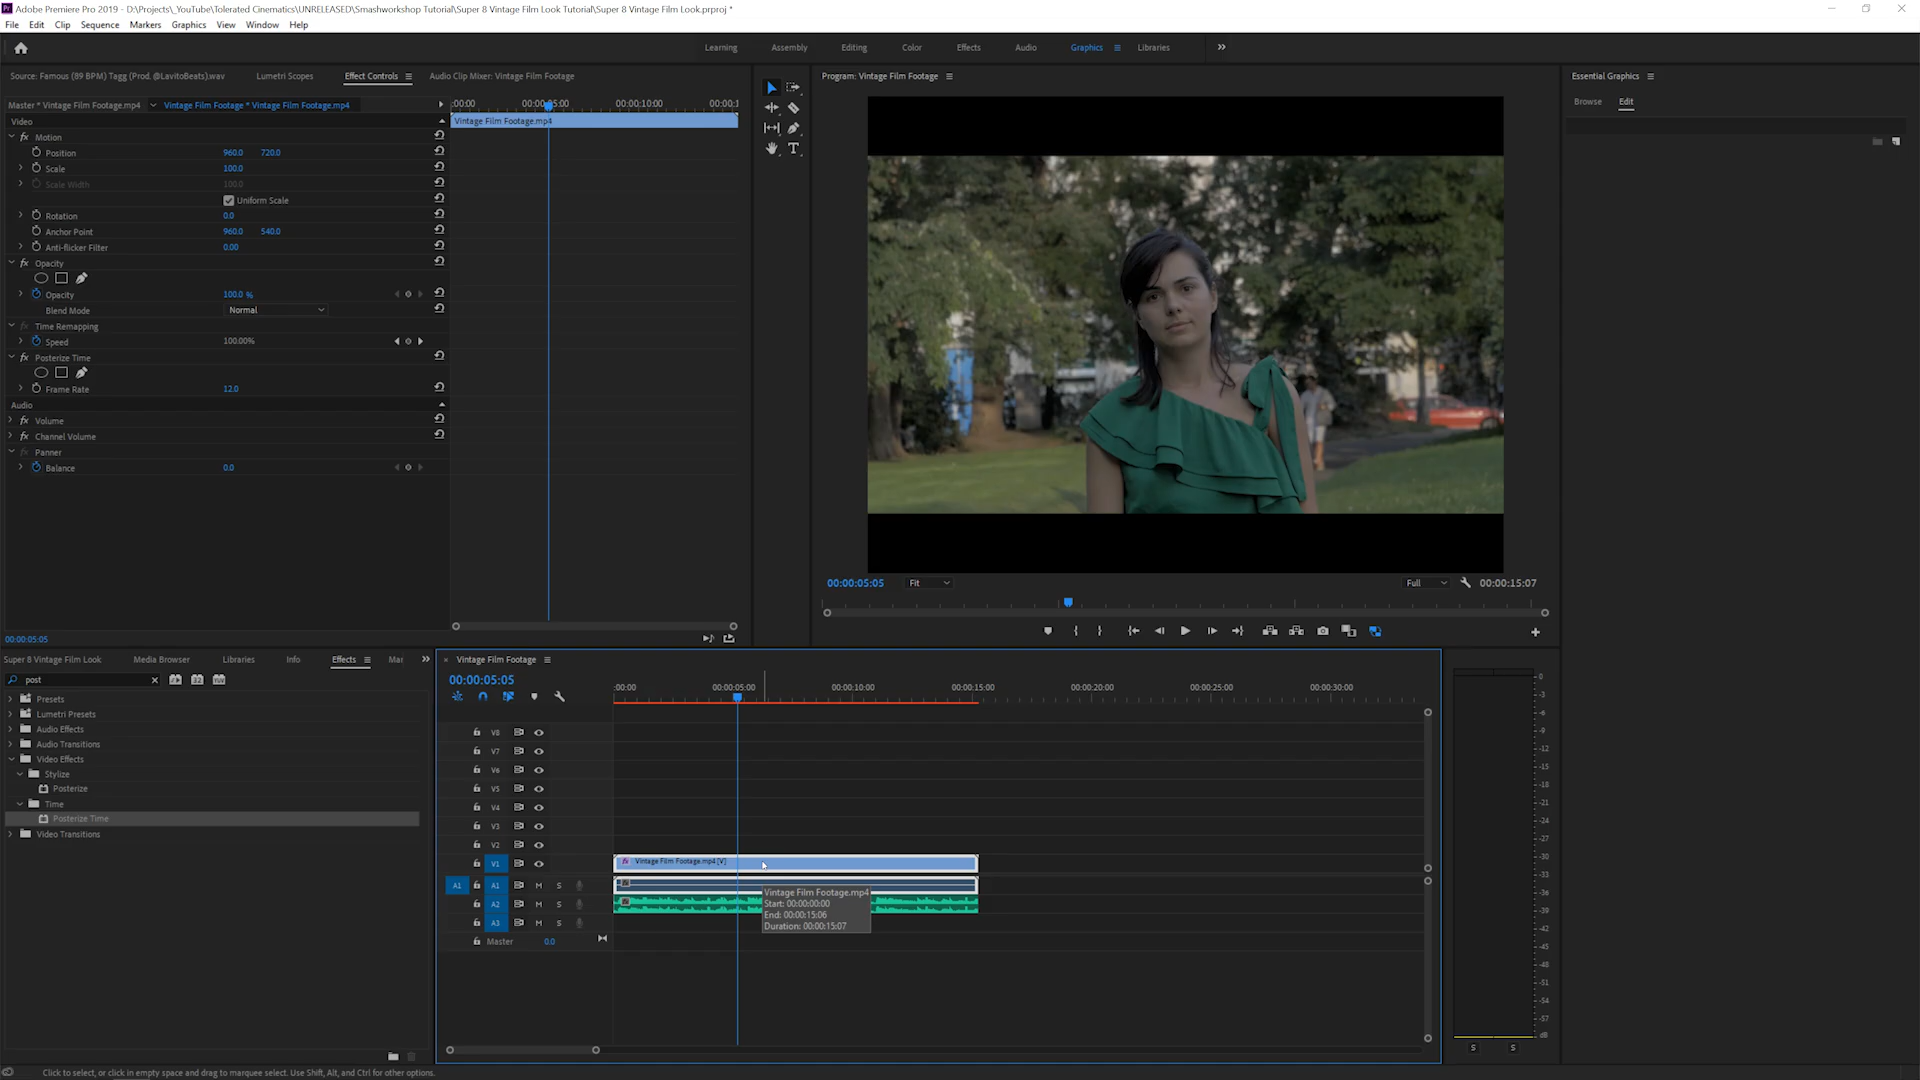 Adobe Premiere Pro 2019 - D:\Projects\_YouTube\Tolerated Cinematics\UNRELEASED\Smashworkshop Tutorial\Super 8 Vintage Film Look Tutorial\Super 8 Vintage Film Look.prproj *
File Edit Clip Sequence Markers Graphics View Window Help
Learning Assembly Editing Color Effects Audio Graphics Libraries
Source: Famous (89 BPM) Tagg (Prod. @LavitoBeats).wav Lumetri Scopes Effect Controls Audio Clip Mixer: Vintage Film Footage
Program: Vintage Film Footage
Essential Graphics
Browse Edit
Master * Vintage Film Footage.mp4 Vintage Film Footage * Vintage Film Footage.mp4
:00:00 00:00:05:00 00:00:10:00 00:00:1
Video
Vintage Film Footage.mp4
fx Motion
Position 960.0 720.0
Scale 100.0
Scale Width 100.0
Uniform Scale
Rotation 0.0
Anchor Point 960.0 540.0
Anti-flicker Filter 0.00
fx Opacity
Opacity 100.0 %
Blend Mode Normal
fx Time Remapping
Speed 100.00%
fx Posterize Time
Frame Rate 12.0
Audio
fx Volume
fx Channel Volume
fx Panner
Balance 0.0
00:00:05:05
00:00:05:05 Fit Full 00:00:15:07
Super 8 Vintage Film Look Media Browser Libraries Info Effects Mar
post
Presets
Lumetri Presets
Audio Effects
Audio Transitions
Video Effects
Stylize
Posterize
Time
Posterize Time
Video Transitions
Vintage Film Footage
00:00:05:05
:00:00 00:00:05:00 00:00:10:00 00:00:15:00 00:00:20:00 00:00:25:00 00:00:30:00
V8
V7
V6
V5
V4
V3
V2
V1 fx Vintage Film Footage.mp4 [V]
A1 A1 M S
A2 M S
A3 M S
Master 0.0
Vintage Film Footage.mp4
Start: 00:00:00:00
End: 00:00:15:06
Duration: 00:00:15:07
0
-3
-6
-9
-12
-15
-18
-21
-24
-27
-30
-33
-36
-39
-42
-45
-48
-51
-54
-57
dB
S S
Click to select, or click in empty space and drag to marquee select. Use Shift, Alt, and Ctrl for other options.